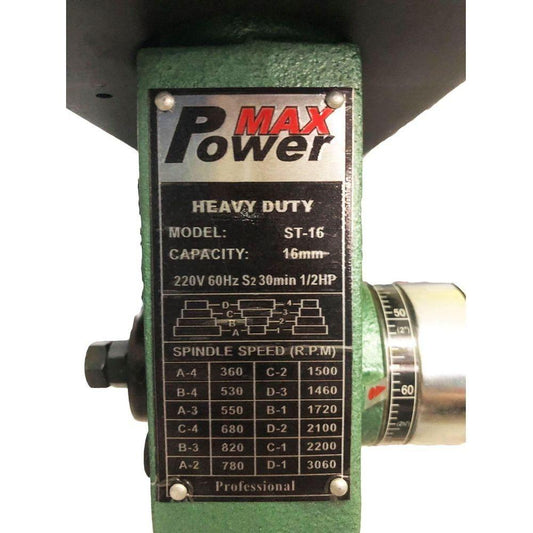 MAX
Power
HEAVY DUTY
MODEL: ST-16
CAPACITY: 16mm
220V 60Hz S2 30min 1/2HP
D 4
C 3
B 2
A 1
SPINDLE SPEED (R.P.M)
A-4 360 C-2 1500
B-4 530 D-3 1460
A-3 550 B-1 1720
C-4 680 D-2 2100
B-3 820 C-1 2200
A-2 780 D-1 3060
Professional
50
(2")
60